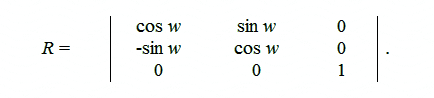 cos w sin w 0
R = -sin w cos w 0 .
0 0 1